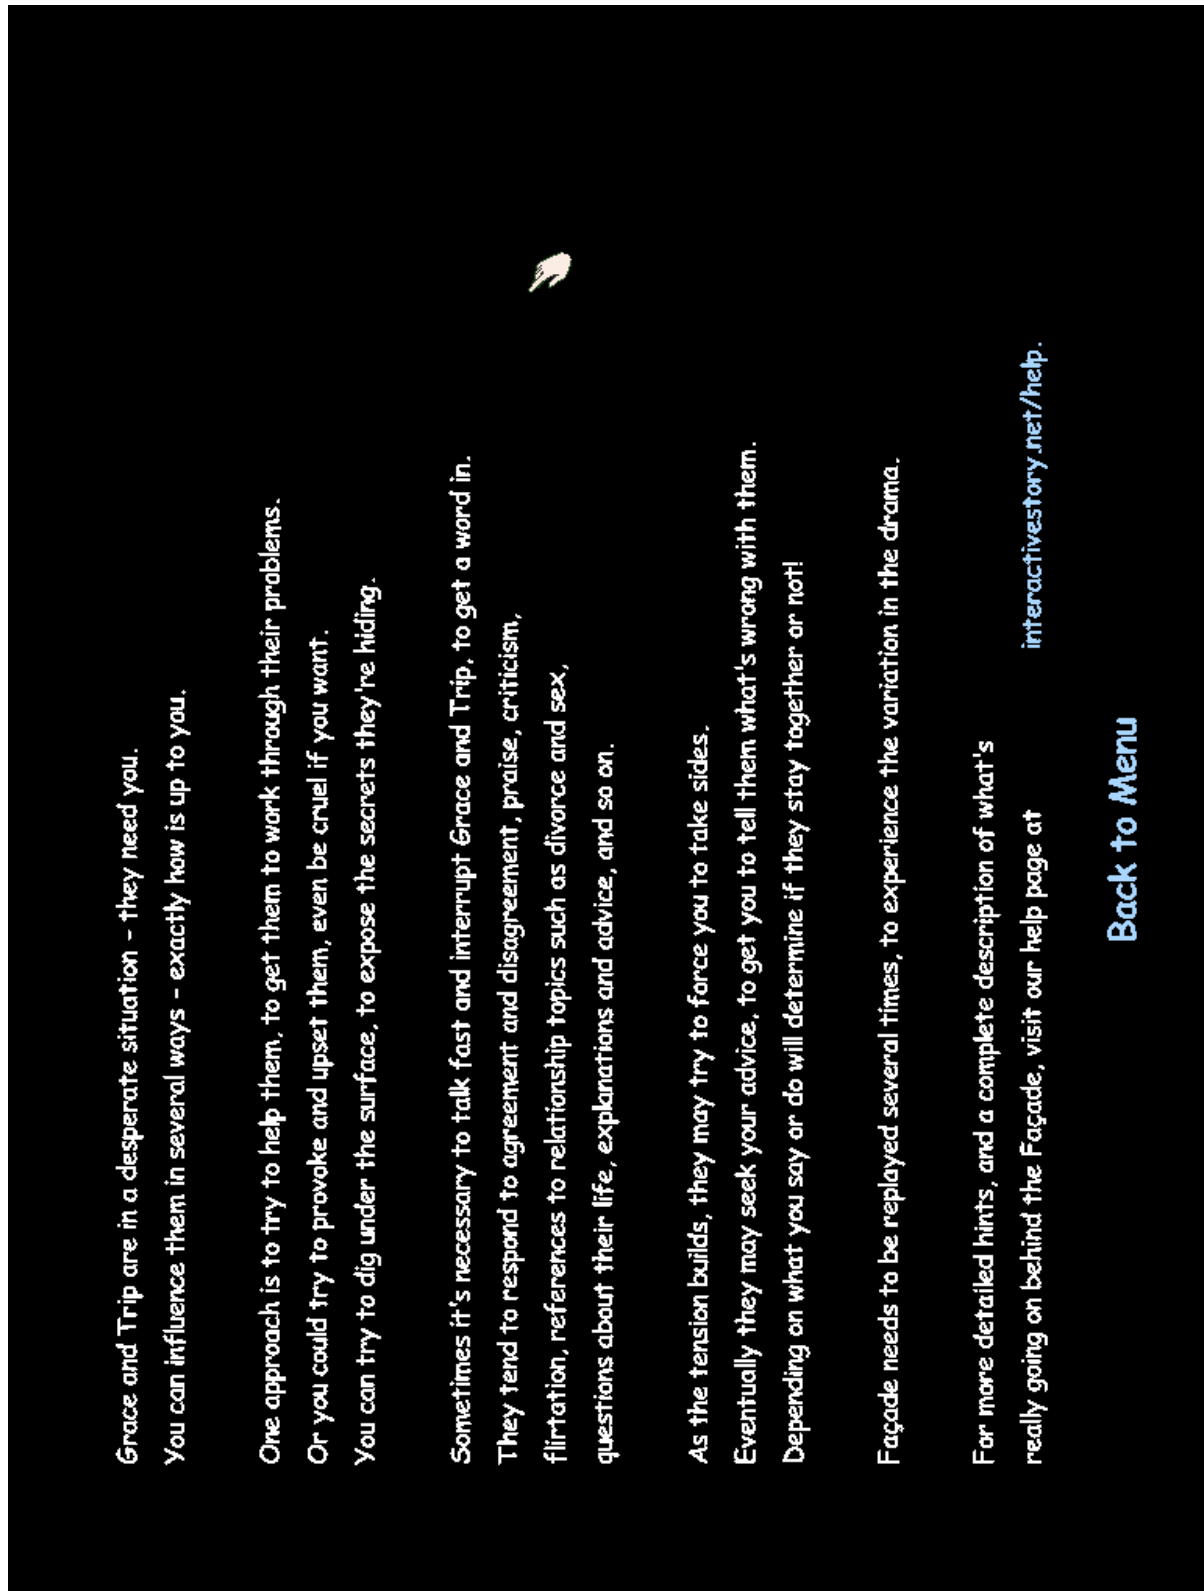 Grace and Trip are in a desperate situation - they need you.
You can influence them in several ways - exactly how is up to you.
One approach is to try to help them, to get them to work through their problems.
Or you could try to provoke and upset them, even be cruel if you want.
You can try to dig under the surface, to expose the secrets they're hiding.
Sometimes it's necessary to talk fast and interrupt Grace and Trip, to get a word in.
They tend to respond to agreement and disagreement, praise, criticism,
flirtation, references to relationship topics such as divorce and sex,
questions about their life, explanations and advice, and so on.
As the tension builds, they may try to force you to take sides.
Eventually they may seek your advice, to get you to tell them what's wrong with them.
Depending on what you say or do will determine if they stay together or not!
Façade needs to be replayed several times, to experience the variation in the drama.
For more detailed hints, and a complete description of what's
really going on behind the Façade, visit our help page at interactivestory.net/help.
Back to Menu